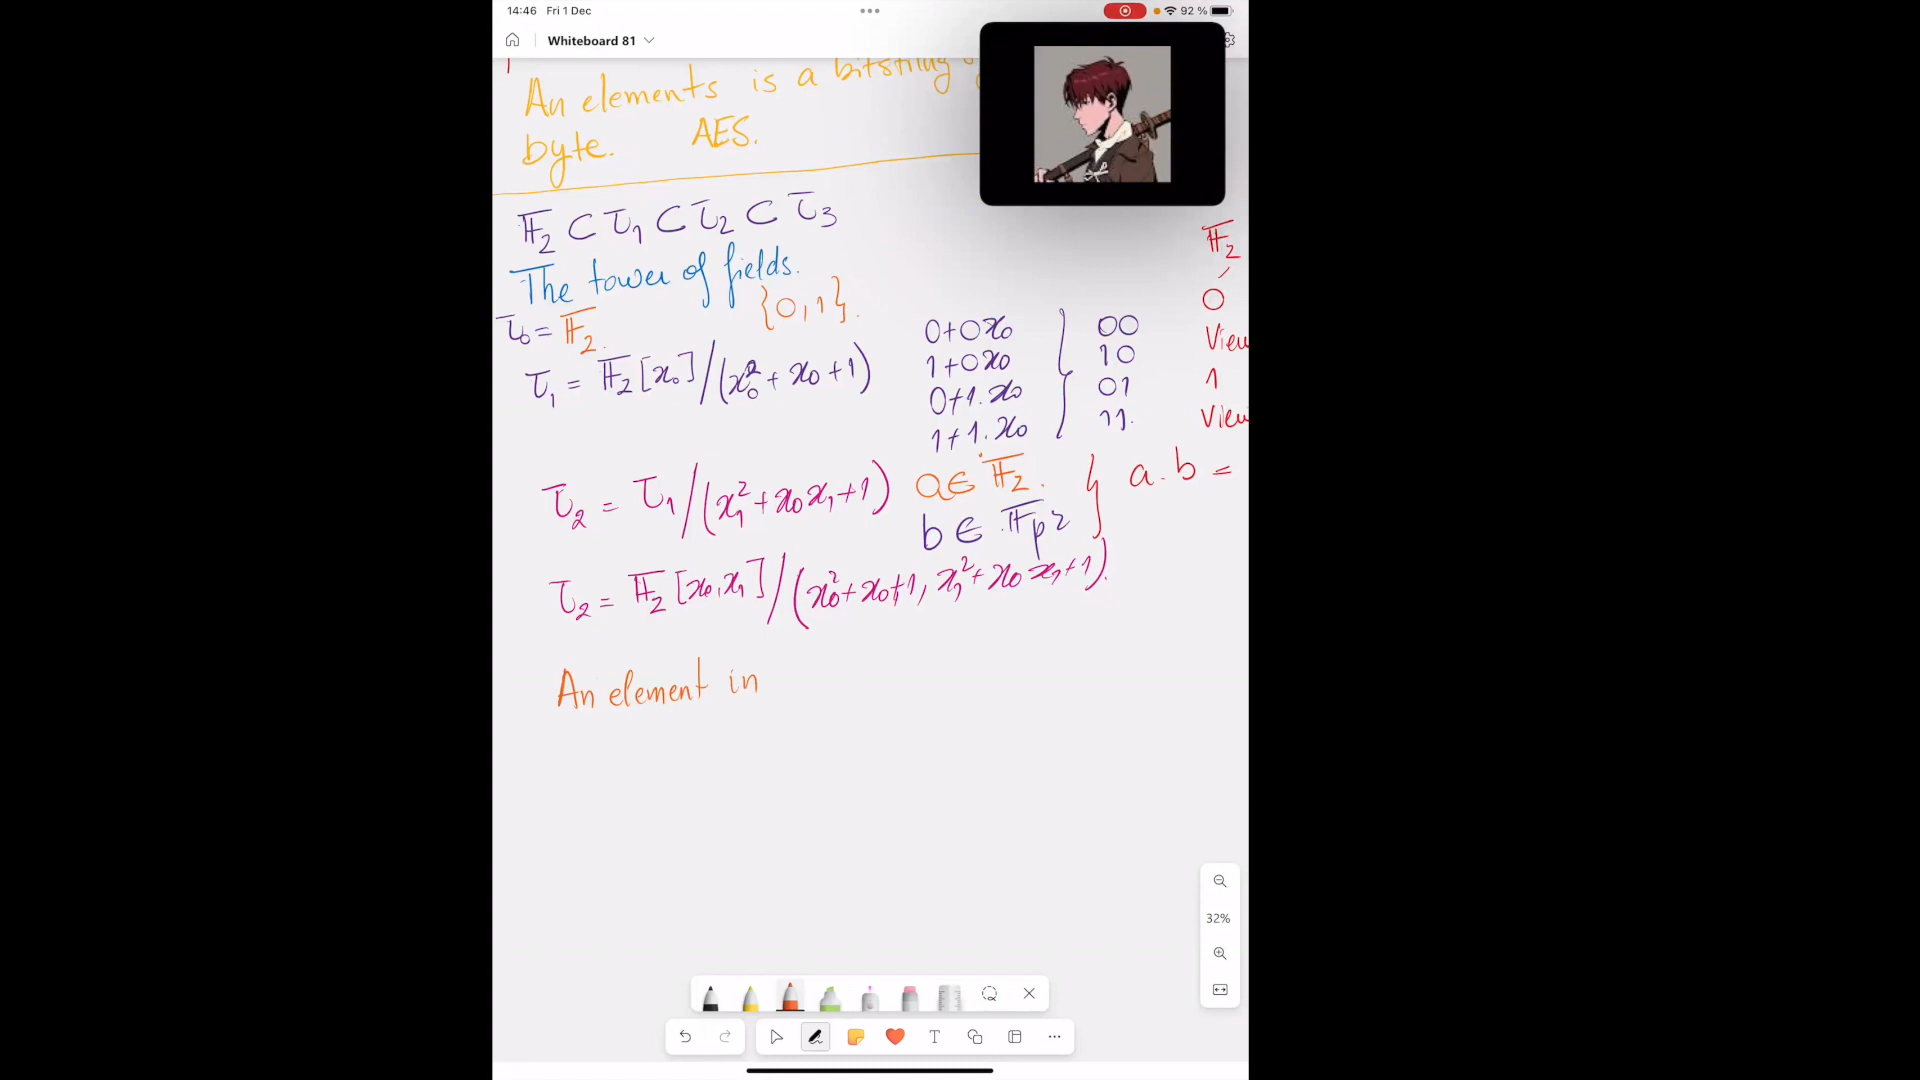 14:46 Fri 1 Dec
92 %
Whiteboard 81
An elements is a bitstring
byte. AES.
𝔽₂ ⊂ τ₁ ⊂ τ₂ ⊂ τ₃
The tower of fields.
τ₀ = 𝔽₂. {0,1}.
τ₁ = 𝔽₂[x₀]/(x₀²+x₀+1)
0+0x₀ 00
1+0x₀ 10
0+1.x₀ 01
1+1.x₀ 11.
𝔽₂
0
View
1
View
τ₂ = τ₁/(x₁²+x₀x₁+1)
a ∈ 𝔽₂.
b ∈ 𝔽p²
} a.b =
τ₂ = 𝔽₂[x₀,x₁]/(x₀²+x₀+1, x₁²+x₀x₁+1).
An element in
32%